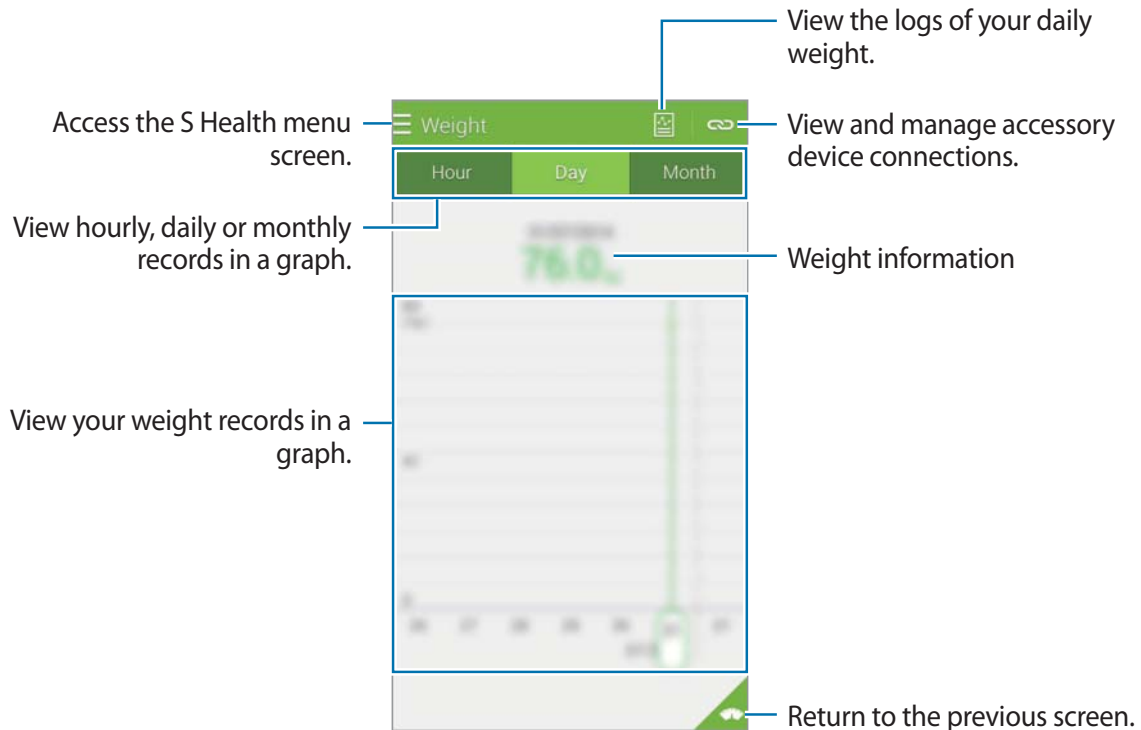 View the logs of your daily
weight.
Access the S Health menu
screen.
Weight
View and manage accessory
device connections.
Hour Day Month
View hourly, daily or monthly
records in a graph.
76.0
Weight information
View your weight records in a
graph.
Return to the previous screen.